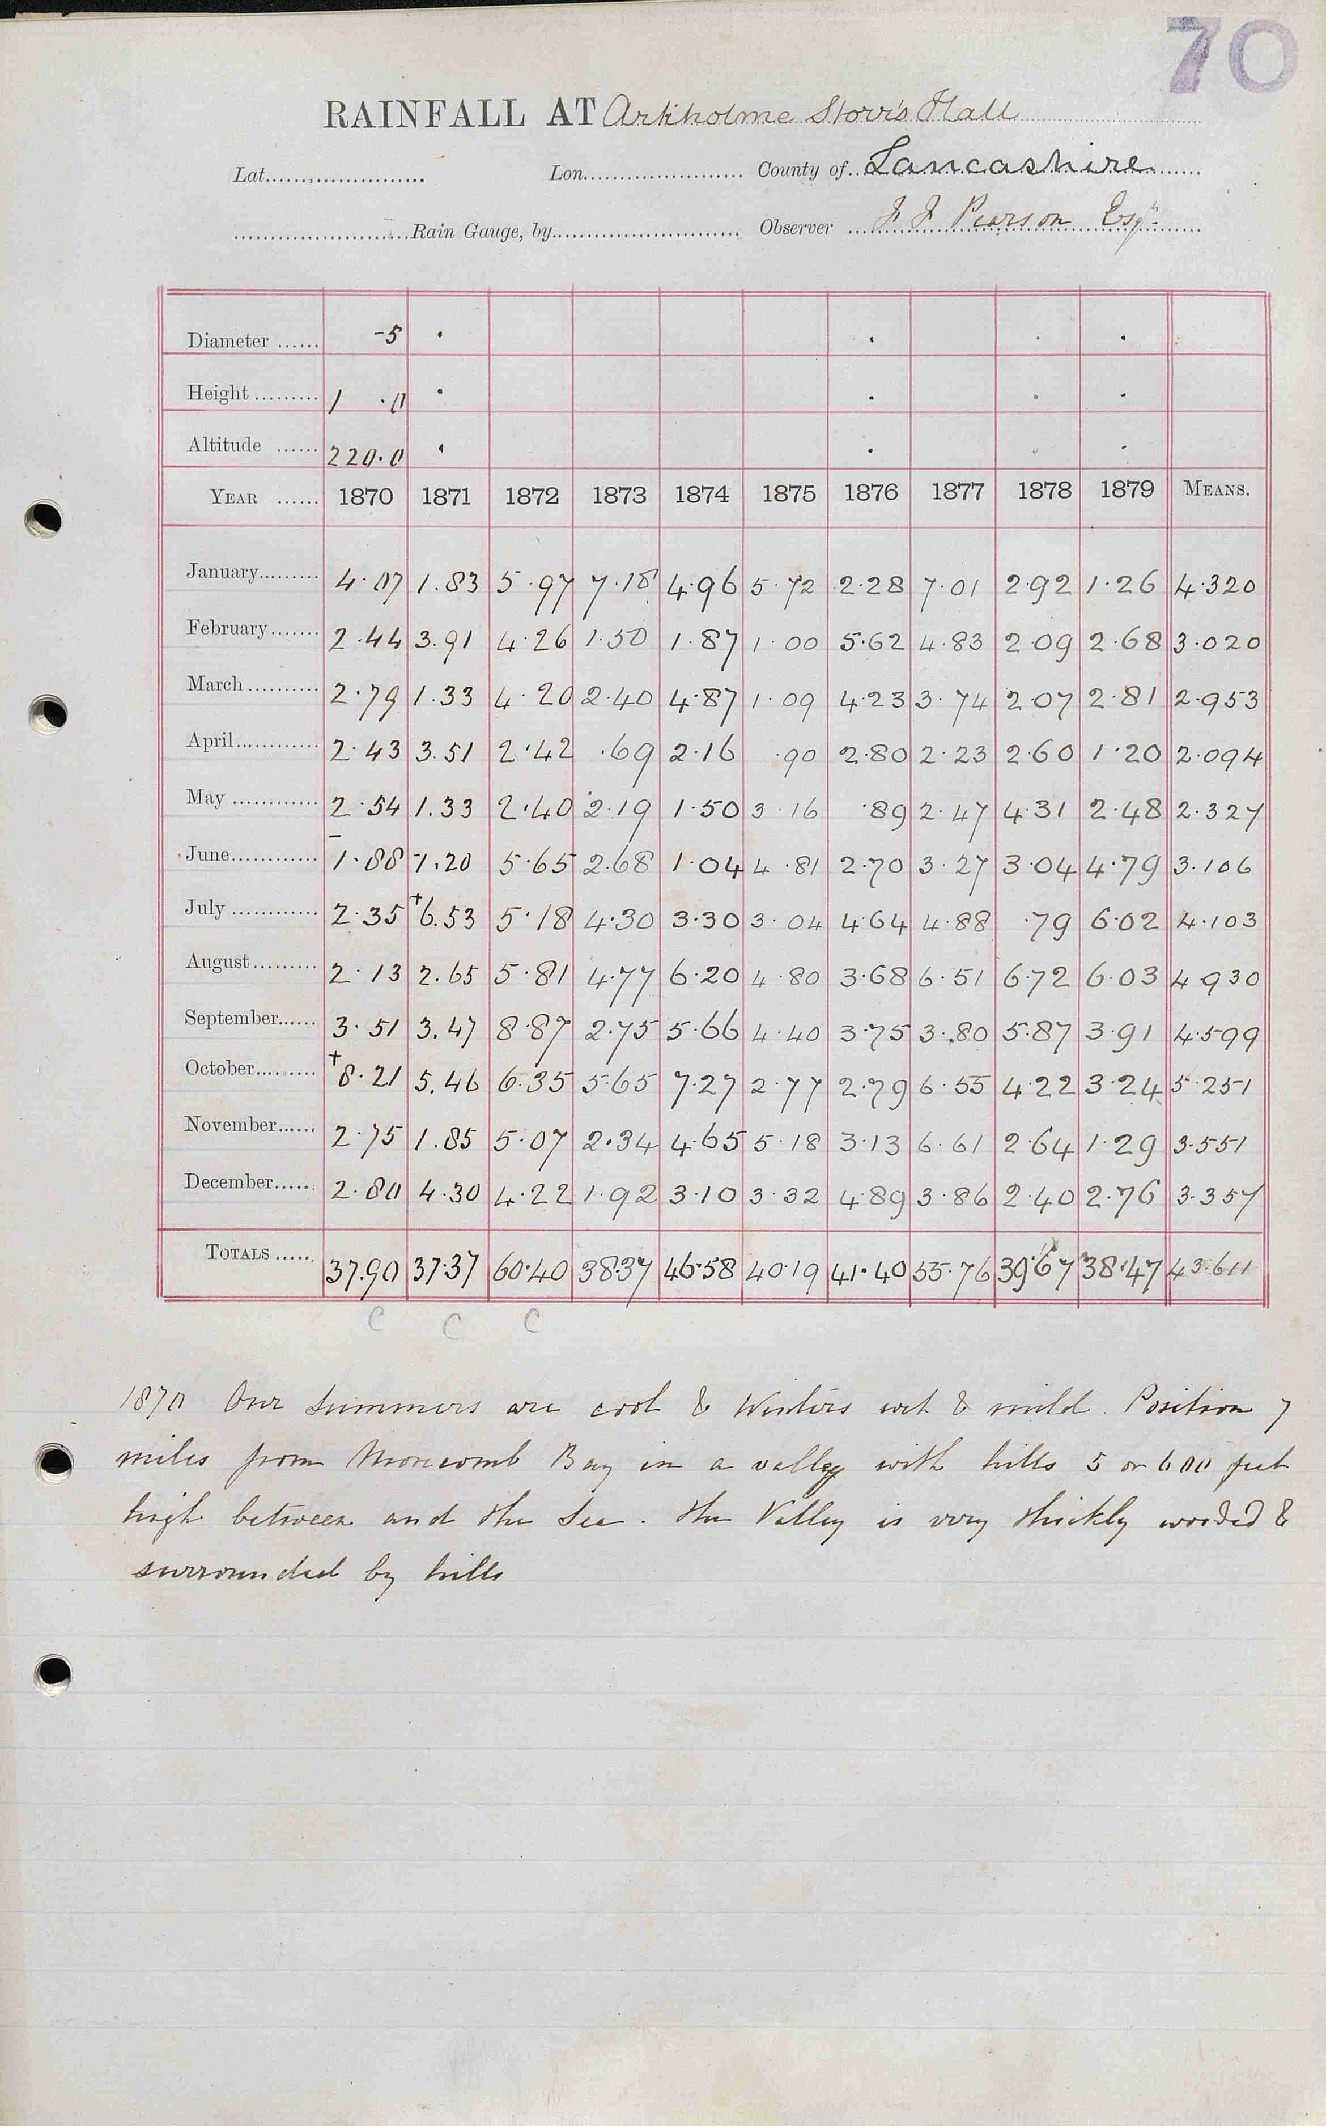 70
RAINFALL AT Arkholme Storrs Hall
Lat. Lon. County of Lancashire
Rain Gauge, by Observer J J Pearson Esqr
Diameter -5
Height 1 .0
Altitude 220.0
YEAR 1870 1871 1872 1873 1874 1875 1876 1877 1878 1879 MEANS.
January 4.07 1.83 5.97 7.18 4.96 5.72 2.28 7.01 2.92 1.26 4.320
February 2.44 3.91 4.26 1.50 1.87 1.00 5.62 4.83 2.09 2.68 3.020
March 2.79 1.33 4.20 2.40 4.87 1.09 4.23 3.74 2.07 2.81 2.953
April 2.43 3.51 2.42 .69 2.16 .90 2.80 2.23 2.60 1.20 2.094
May 2.54 1.33 2.40 2.19 1.50 3.16 .89 2.47 4.31 2.48 2.327
June 1.88 1.20 5.65 2.68 1.04 4.81 2.70 3.27 3.04 4.79 3.106
July 2.35 +6.53 5.18 4.30 3.30 3.04 4.64 4.88 .79 6.02 4.103
August 2.13 2.65 5.81 4.77 6.20 4.80 3.68 6.51 6.72 6.03 4.930
September 3.51 3.47 8.87 2.75 5.66 4.40 3.75 3.80 5.87 3.91 4.599
October +8.21 5.46 6.35 5.65 7.27 2.77 2.79 6.55 4.22 3.24 5.251
November 2.75 1.85 5.07 2.34 4.65 5.18 3.13 6.61 2.64 1.29 3.551
December 2.80 4.30 4.22 1.92 3.10 3.32 4.89 3.86 2.40 2.76 3.357
TOTALS 37.90 37.37 60.40 38.37 46.58 40.19 41.40 55.76 39.67 38.47 43.611
C C C
1870 Our summers are cool & Winters wet & mild. Position 7
miles from Morecomb Bay in a valley with hills 5 or 600 feet
high between and the Sea. The Valley is very thickly wooded &
surrounded by hills